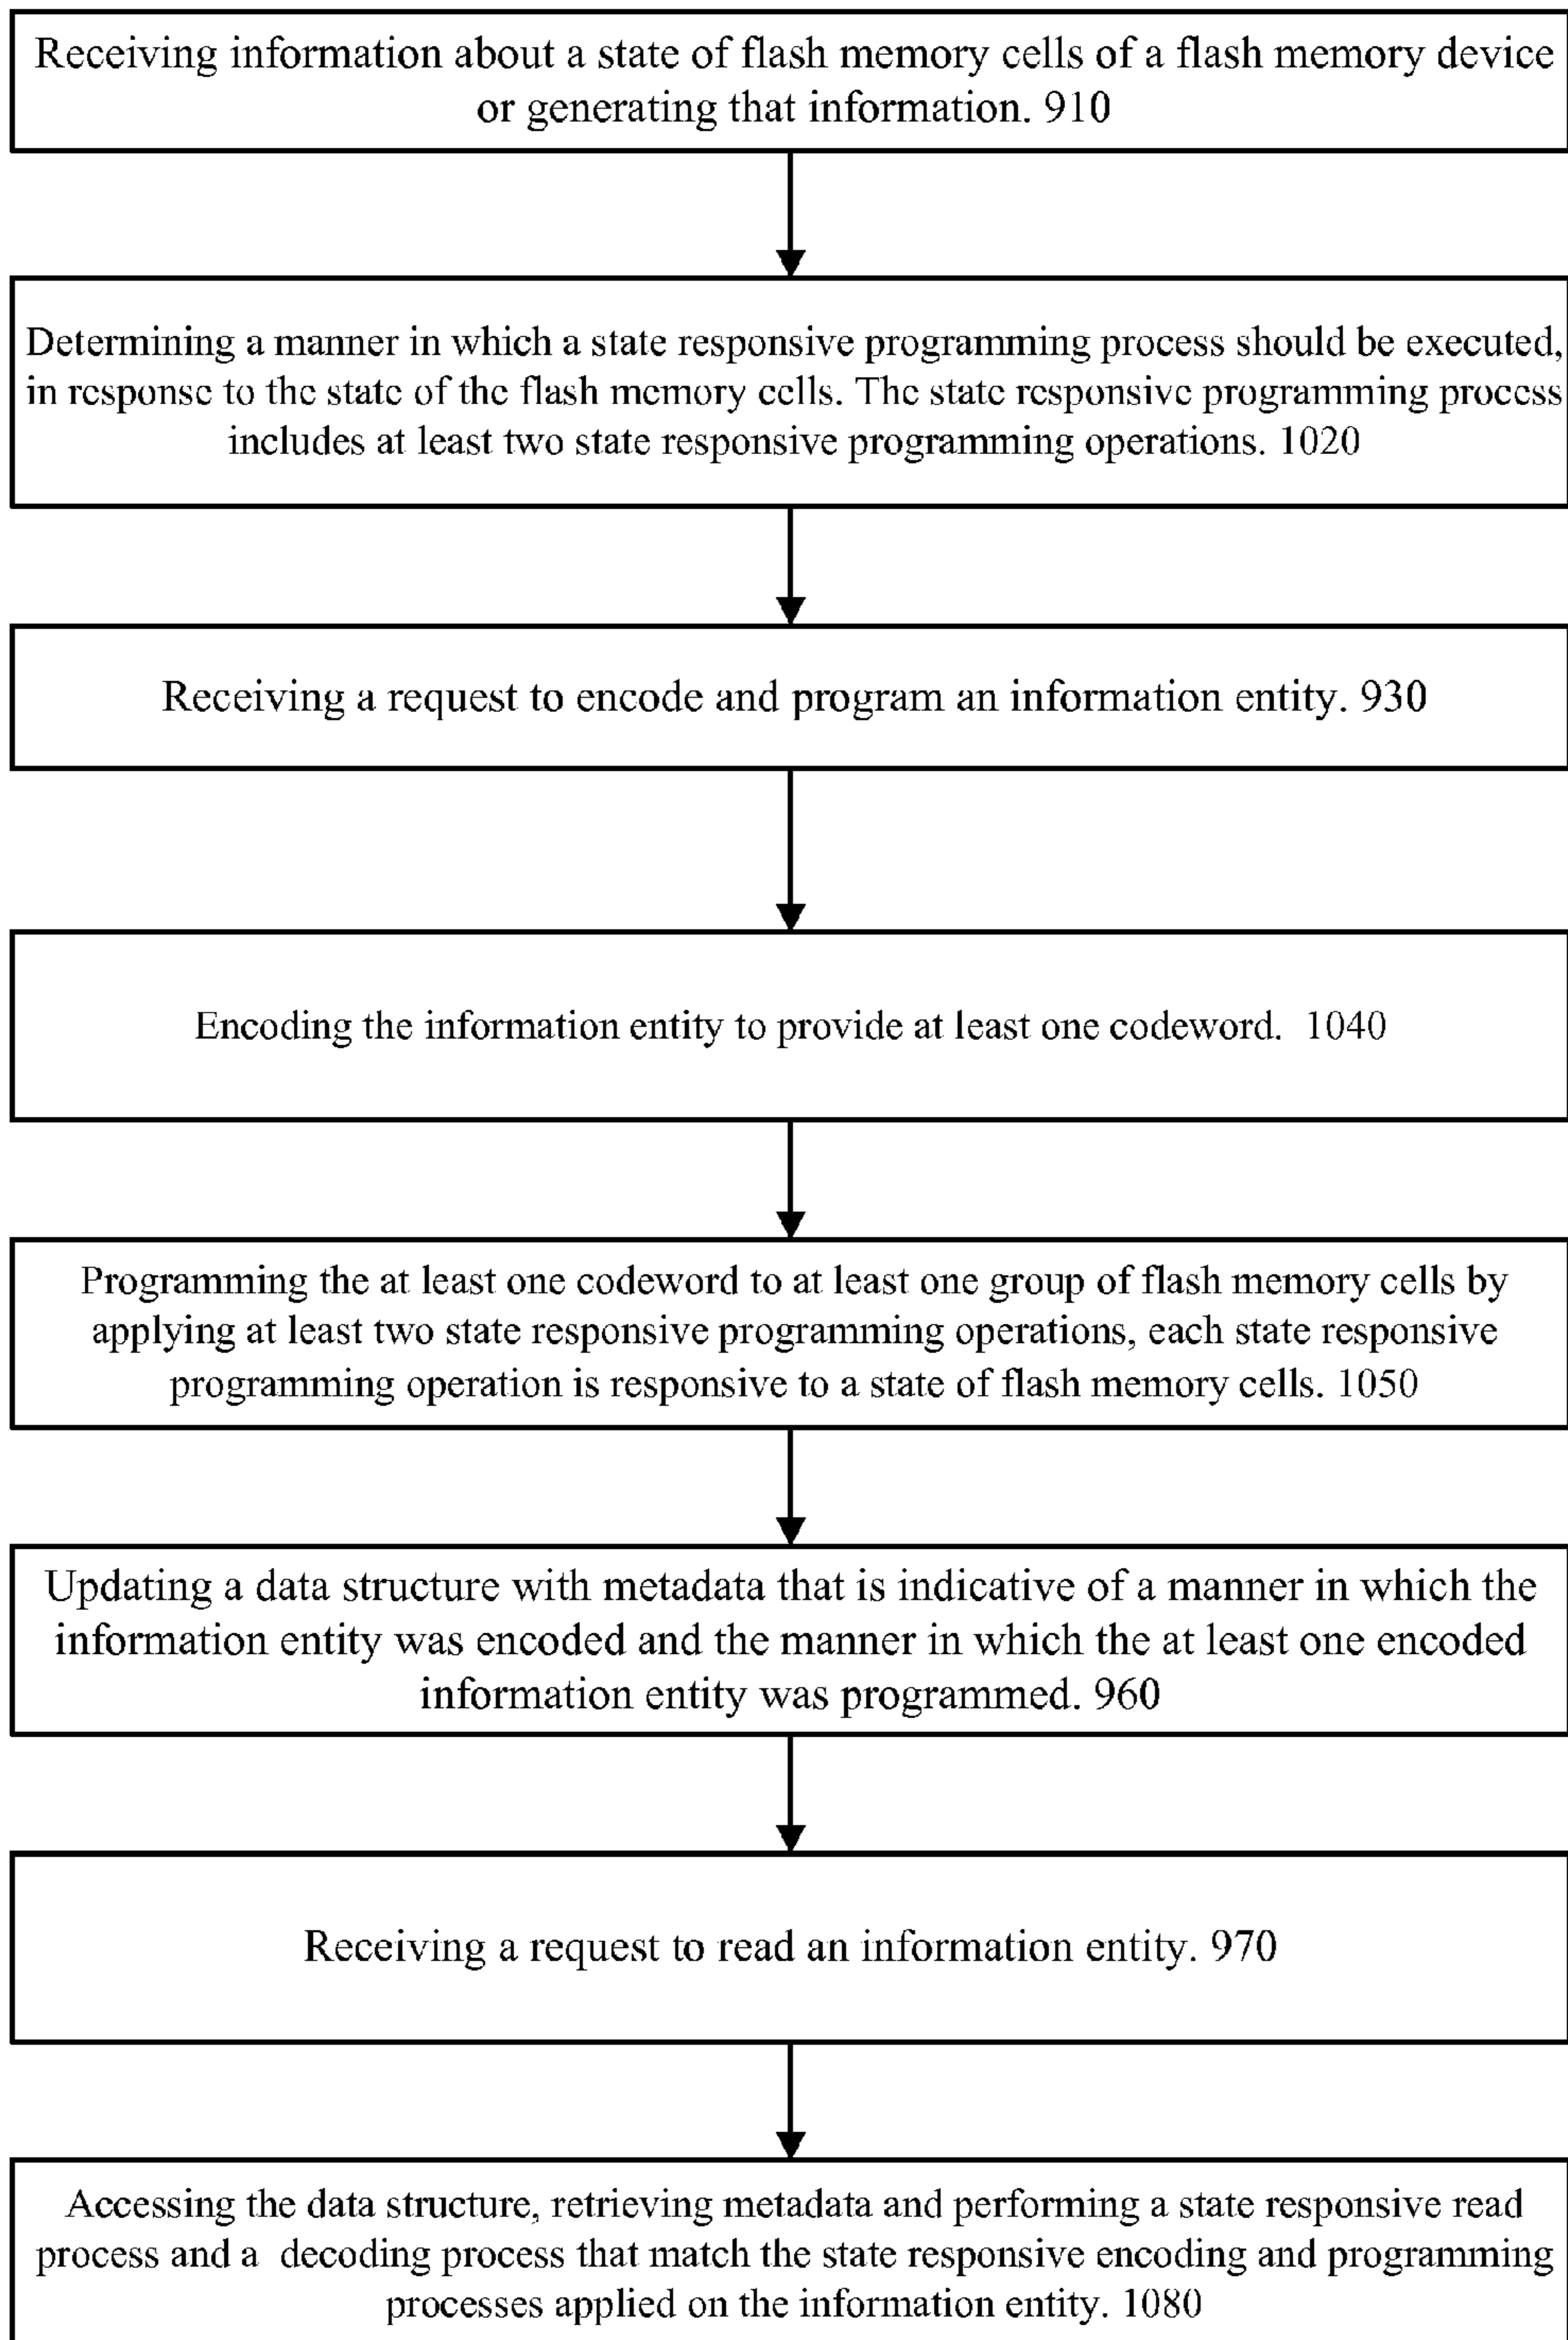 Receiving information about a state of flash memory cells of a flash memory device
or generating that information. 910
Determining a manner in which a state responsive programming process should be executed,
in response to the state of the flash memory cells. The state responsive programming process
includes at least two state responsive programming operations. 1020
Receiving a request to encode and program an information entity. 930
Encoding the information entity to provide at least one codeword. 1040
Programming the at least one codeword to at least one group of flash memory cells by
applying at least two state responsive programming operations, each state responsive
programming operation is responsive to a state of flash memory cells. 1050
Updating a data structure with metadata that is indicative of a manner in which the
information entity was encoded and the manner in which the at least one encoded
information entity was programmed. 960
Receiving a request to read an information entity. 970
Accessing the data structure, retrieving metadata and performing a state responsive read
process and a decoding process that match the state responsive encoding and programming
processes applied on the information entity. 1080